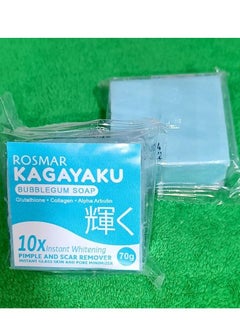 ROSMAR
KAGAYAKU
BUBBLEGUM SOAP
Glutathione • Collagen • Alpha Arbutin
輝く
10x Instant Whitening
70g
PIMPLE AND SCAR REMOVER
INSTANT GLASS SKIN AND PORE MINIMIZER